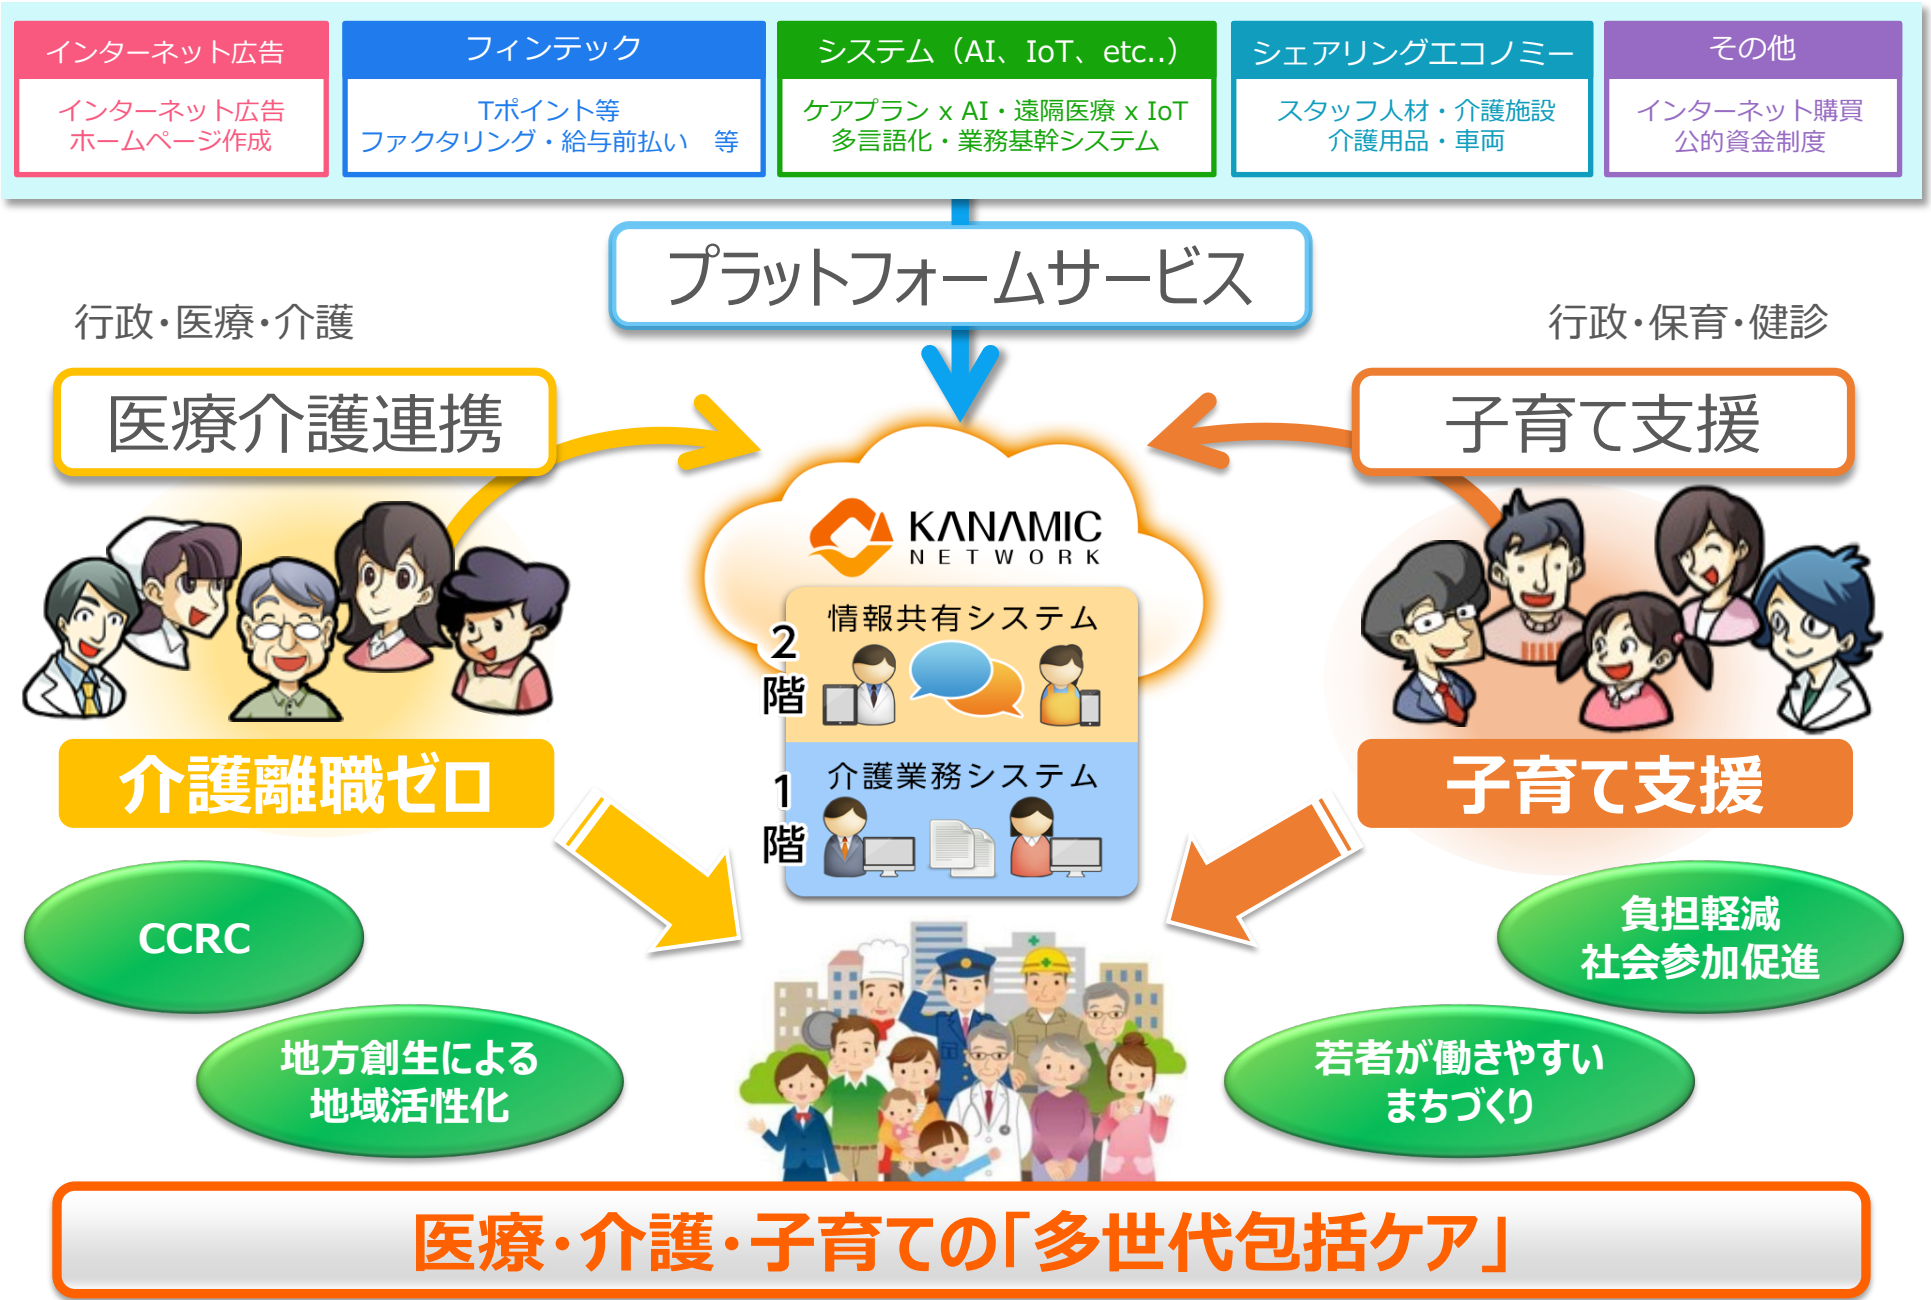 インターネット広告
インターネット広告
ホームページ作成
フィンテック
Tポイント等
ファクタリング・給与前払い　等
システム（AI、IoT、etc..）
ケアプラン x AI・遠隔医療 x IoT
多言語化・業務基幹システム
シェアリングエコノミー
スタッフ人材・介護施設
介護用品・車両
その他
インターネット購買
公的資金制度
プラットフォームサービス
行政・医療・介護
医療介護連携
行政・保育・健診
子育て支援
KANAMIC
NETWORK
2階
情報共有システム
1階
介護業務システム
介護離職ゼロ
子育て支援
CCRC
地方創生による
地域活性化
負担軽減
社会参加促進
若者が働きやすい
まちづくり
医療・介護・子育ての「多世代包括ケア」